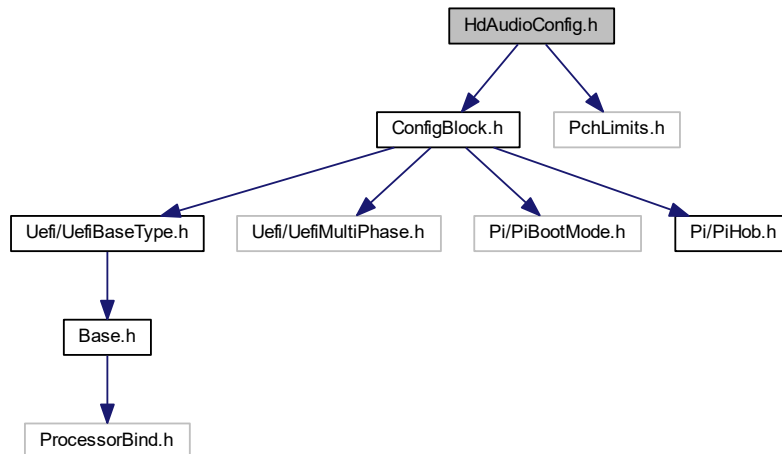 HdAudioConfig.h
ConfigBlock.h
PchLimits.h
Uefi/UefiBaseType.h
Uefi/UefiMultiPhase.h
Pi/PiBootMode.h
Pi/PiHob.h
Base.h
ProcessorBind.h